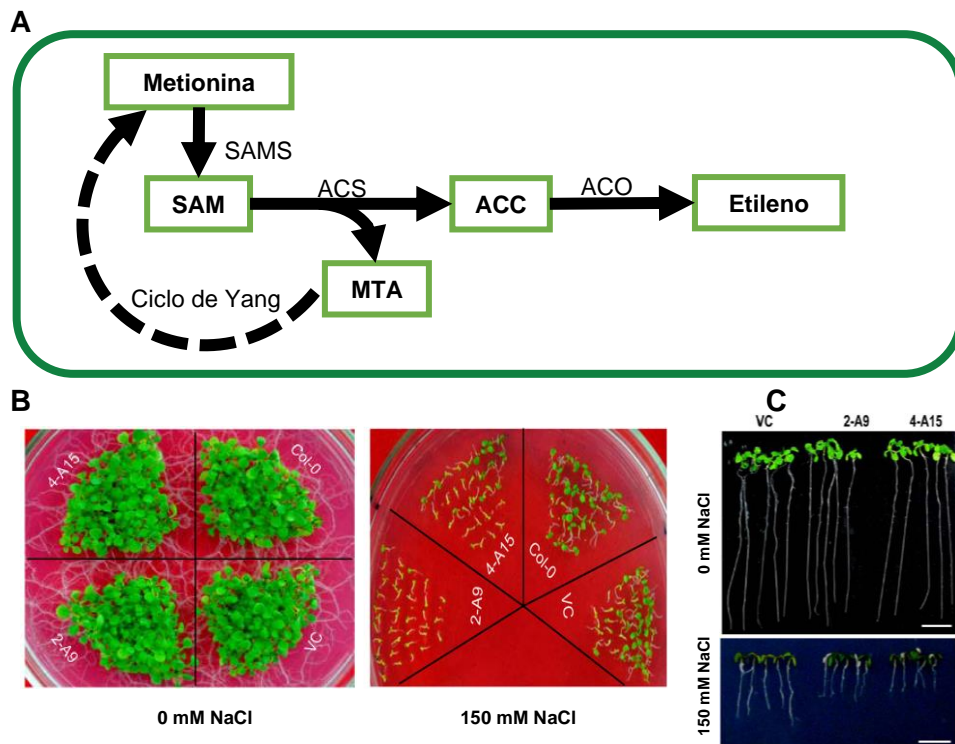 A
Metionina
SAMS
SAM
ACS
ACC
ACO
Etileno
MTA
Ciclo de Yang
B
4-A15
Col-0
2-A9
VC
0 mM NaCl
4-A15
Col-0
2-A9
VC
150 mM NaCl
C
VC 2-A9 4-A15
0 mM NaCl
150 mM NaCl